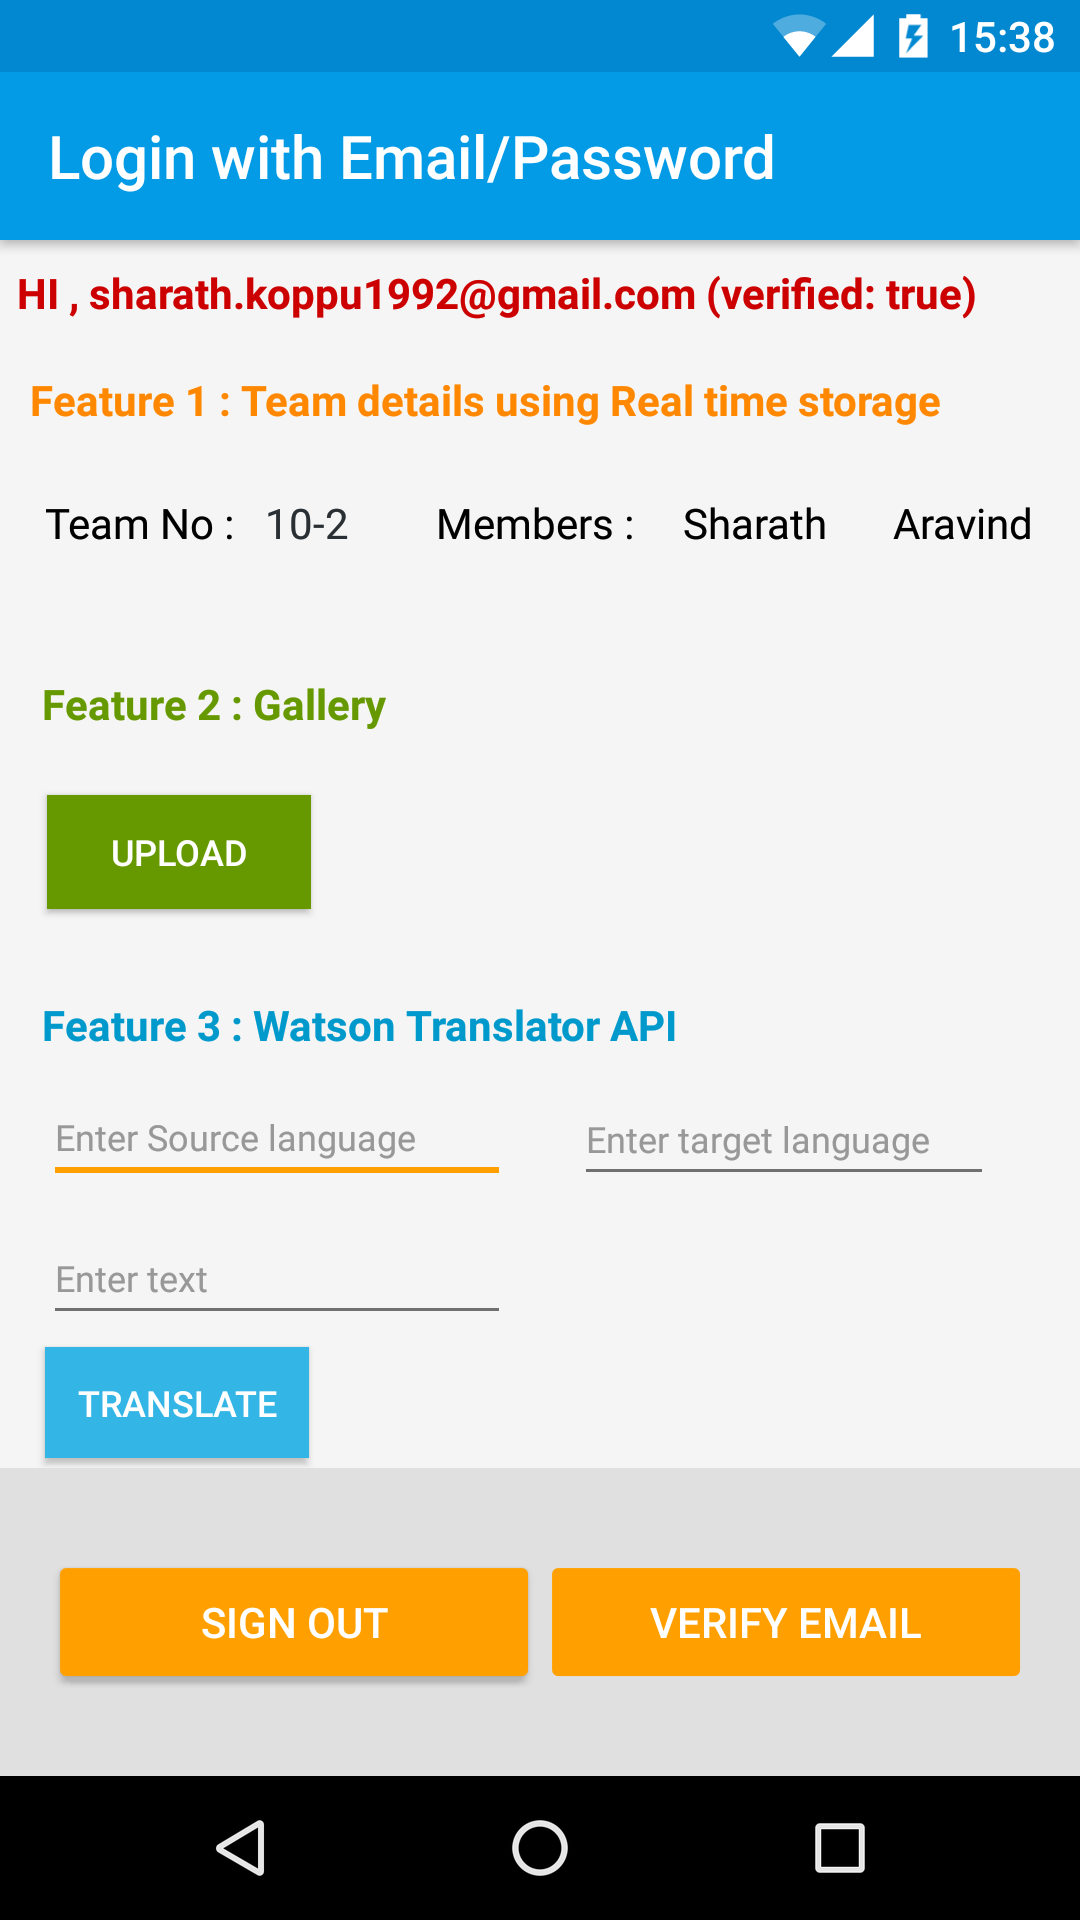 15:38
Login with Email/Password
HI , sharath.koppu1992@gmail.com (verified: true)
Feature 1 : Team details using Real time storage
Team No : 10-2 Members : Sharath Aravind
Feature 2 : Gallery
UPLOAD
Feature 3 : Watson Translator API
Enter Source language Enter target language
Enter text
TRANSLATE
SIGN OUT VERIFY EMAIL